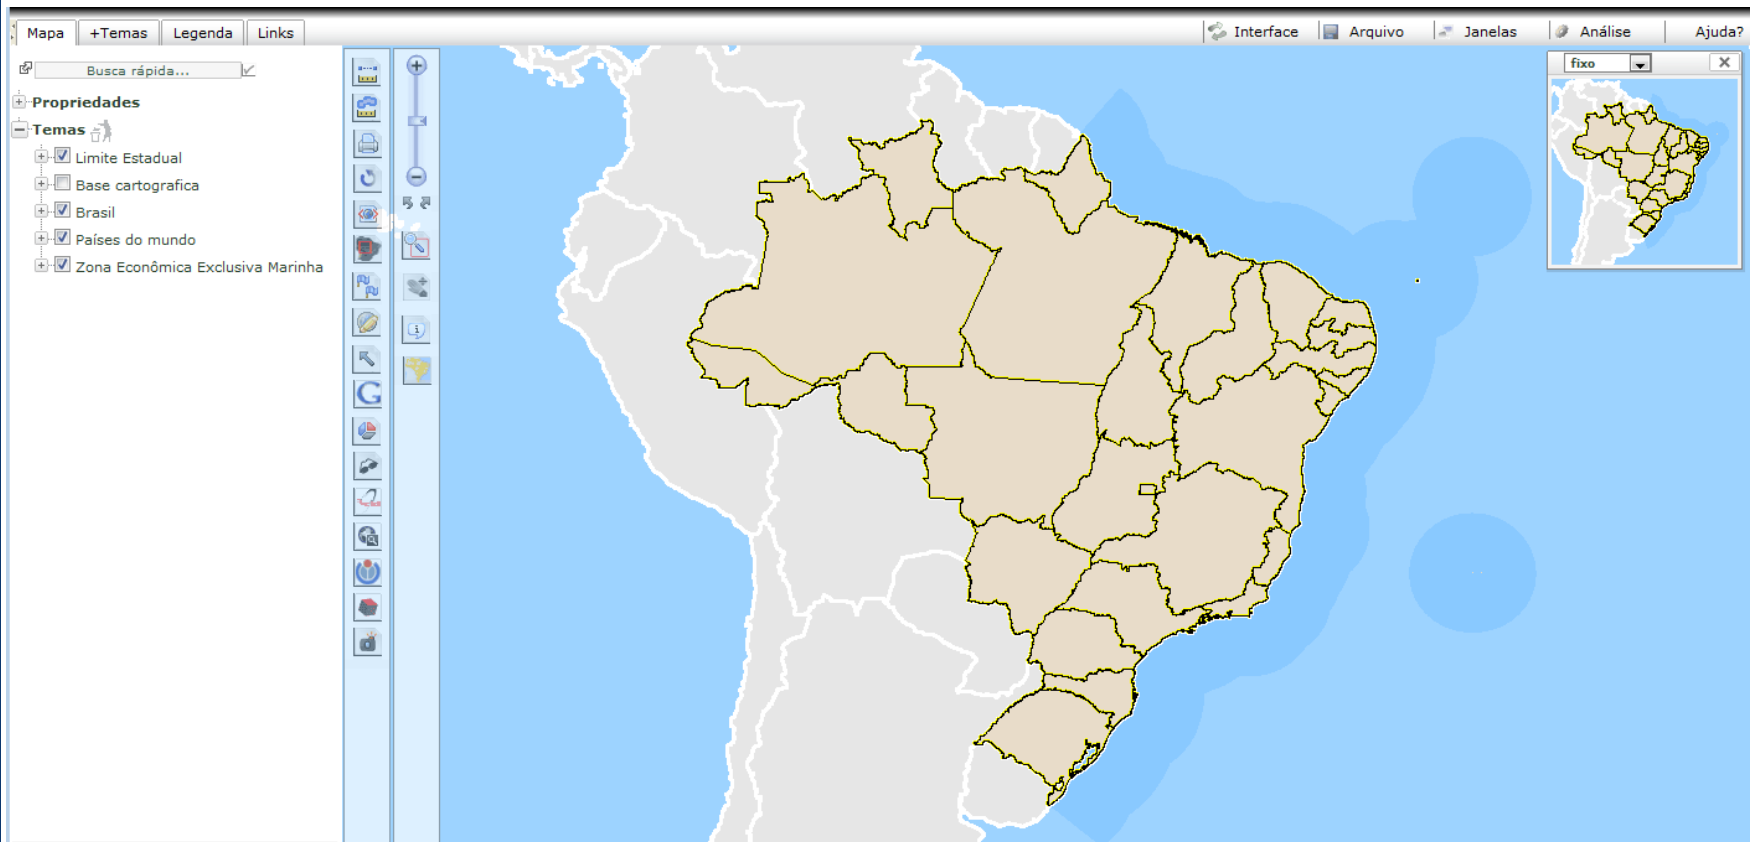 Mapa +Temas Legenda Links Interface Arquivo Janelas Análise Ajuda?
Busca rápida...
Propriedades
Temas
Limite Estadual
Base cartografica
Brasil
Países do mundo
Zona Econômica Exclusiva Marinha
fixo